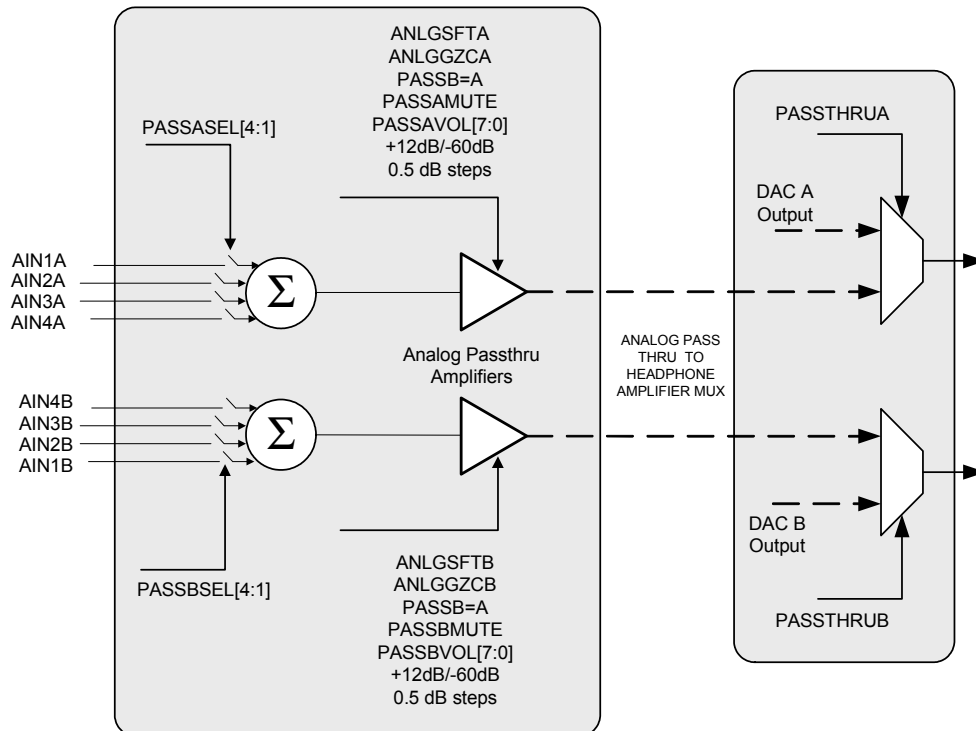 ANLGSFTA
ANLGGZCA
PASSB=A
PASSAMUTE
PASSAVOL[7:0]
+12dB/-60dB
0.5 dB steps
PASSASEL[4:1]
AIN1A
AIN2A
AIN3A
AIN4A
Σ
Analog Passthru
Amplifiers
AIN4B
AIN3B
AIN2B
AIN1B
Σ
PASSBSEL[4:1]
ANLGSFTB
ANLGGZCB
PASSB=A
PASSBMUTE
PASSBVOL[7:0]
+12dB/-60dB
0.5 dB steps
ANALOG PASS
THRU TO
HEADPHONE
AMPLIFIER MUX
PASSTHRUA
DAC A
Output
DAC B
Output
PASSTHRUB